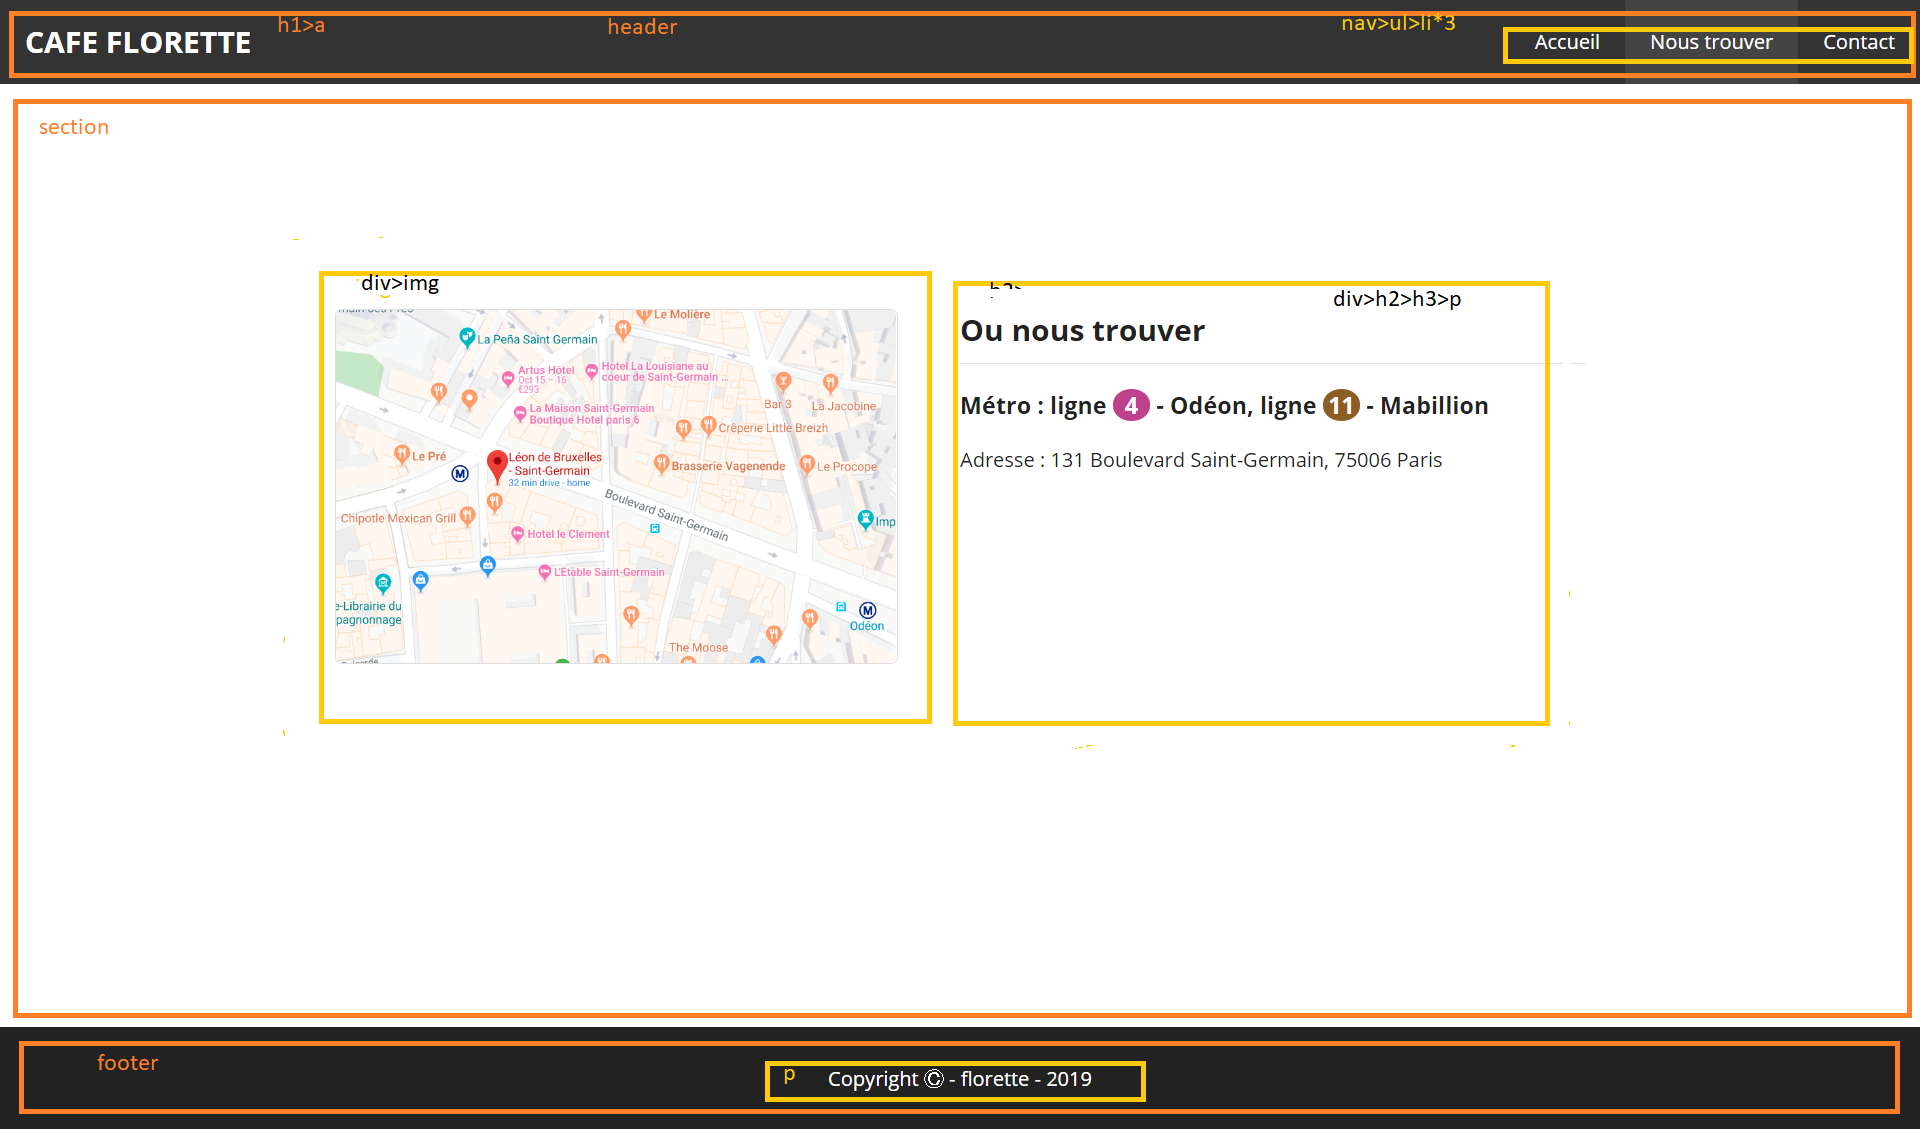 h1>a
header
nav>ul>li*3
CAFE FLORETTE
Accueil
Nous trouver
Contact
section
div>img
div>h2>h3>p
Ou nous trouver
Métro : ligne 4 - Odéon, ligne 11 - Mabillion
Adresse : 131 Boulevard Saint-Germain, 75006 Paris
Le Molière
La Peña Saint Germain
Artus Hôtel
Oct 15 – 16
€293
Hotel La Louisiane au
coeur de Saint-Germain ...
La Maison Saint-Germain
Boutique Hotel paris 6
Bar 3
La Jacobine
Crêperie Little Breizh
Le Pré
Léon de Bruxelles
- Saint-Germain
32 min drive - home
Brasserie Vagenende
Le Procope
Boulevard Saint-Germain
Chipotle Mexican Grill
Imp
Hotel le Clement
L'Étable Saint-Germain
e-Librairie du
pagnonnage
M
M
Odéon
The Moose
footer
p
Copyright © - florette - 2019